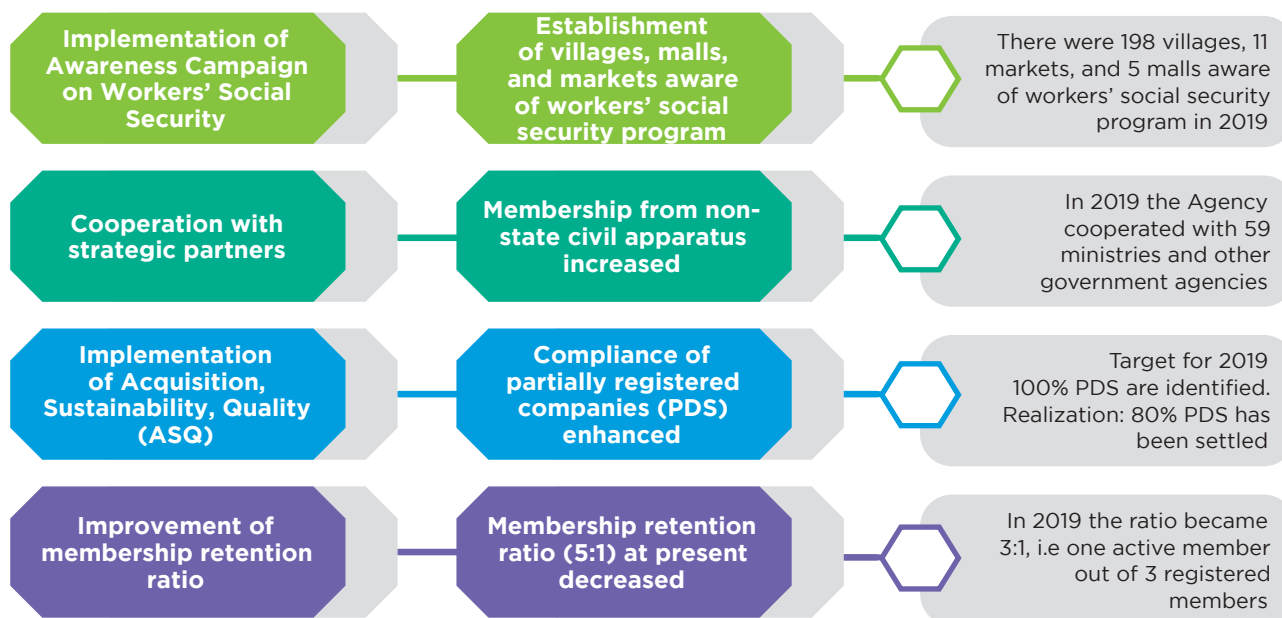 Implementation of
Awareness Campaign
on Workers’ Social
Security
Establishment
of villages, malls,
and markets aware
of workers’ social
security program
There were 198 villages, 11
markets, and 5 malls aware
of workers’ social security
program in 2019
Cooperation with
strategic partners
Membership from non-
state civil apparatus
increased
In 2019 the Agency
cooperated with 59
ministries and other
government agencies
Implementation
of Acquisition,
Sustainability, Quality
(ASQ)
Compliance of
partially registered
companies (PDS)
enhanced
Target for 2019
100% PDS are identified.
Realization: 80% PDS has
been settled
Improvement of
membership retention
ratio
Membership retention
ratio (5:1) at present
decreased
In 2019 the ratio became
3:1, i.e one active member
out of 3 registered
members